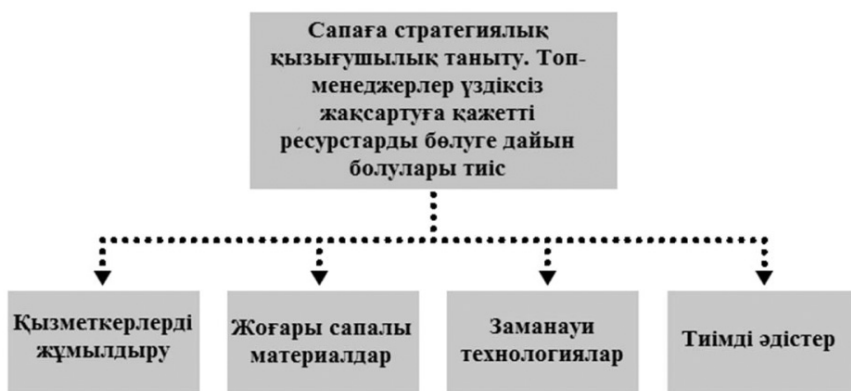 Сапаға стратегиялық
қызығушылық таныту. Топ-
менеджерлер үздіксіз
жақсартуға қажетті
ресурстарды бөлуге дайын
болулары тиіс
Қызметкерлерді
жұмылдыру
Жоғары сапалы
материалдар
Заманауи
технологиялар
Тиімді әдістер